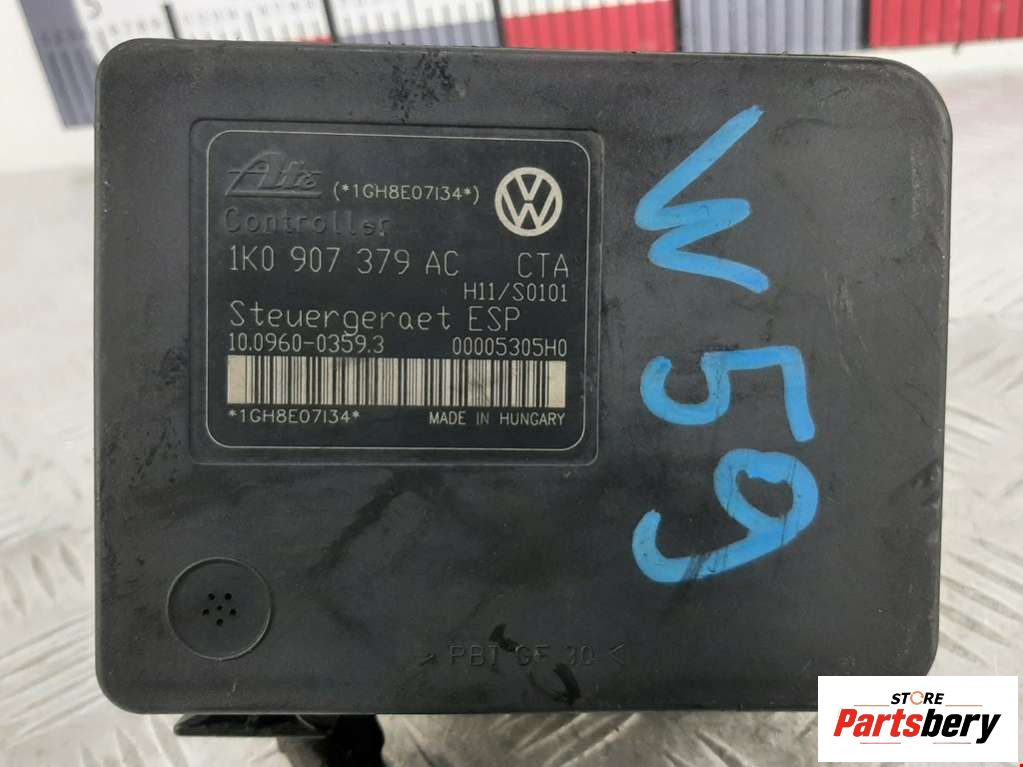 Ate (*1GH8E07134*)
Controller
1K0 907 379 AC CTA
H11/S0101
Steuergeraet ESP
10.0960-0359.3 00005305H0
*1GH8E07134* MADE IN HUNGARY
W59
> PBT GF 30 <
STORE
Partsbery